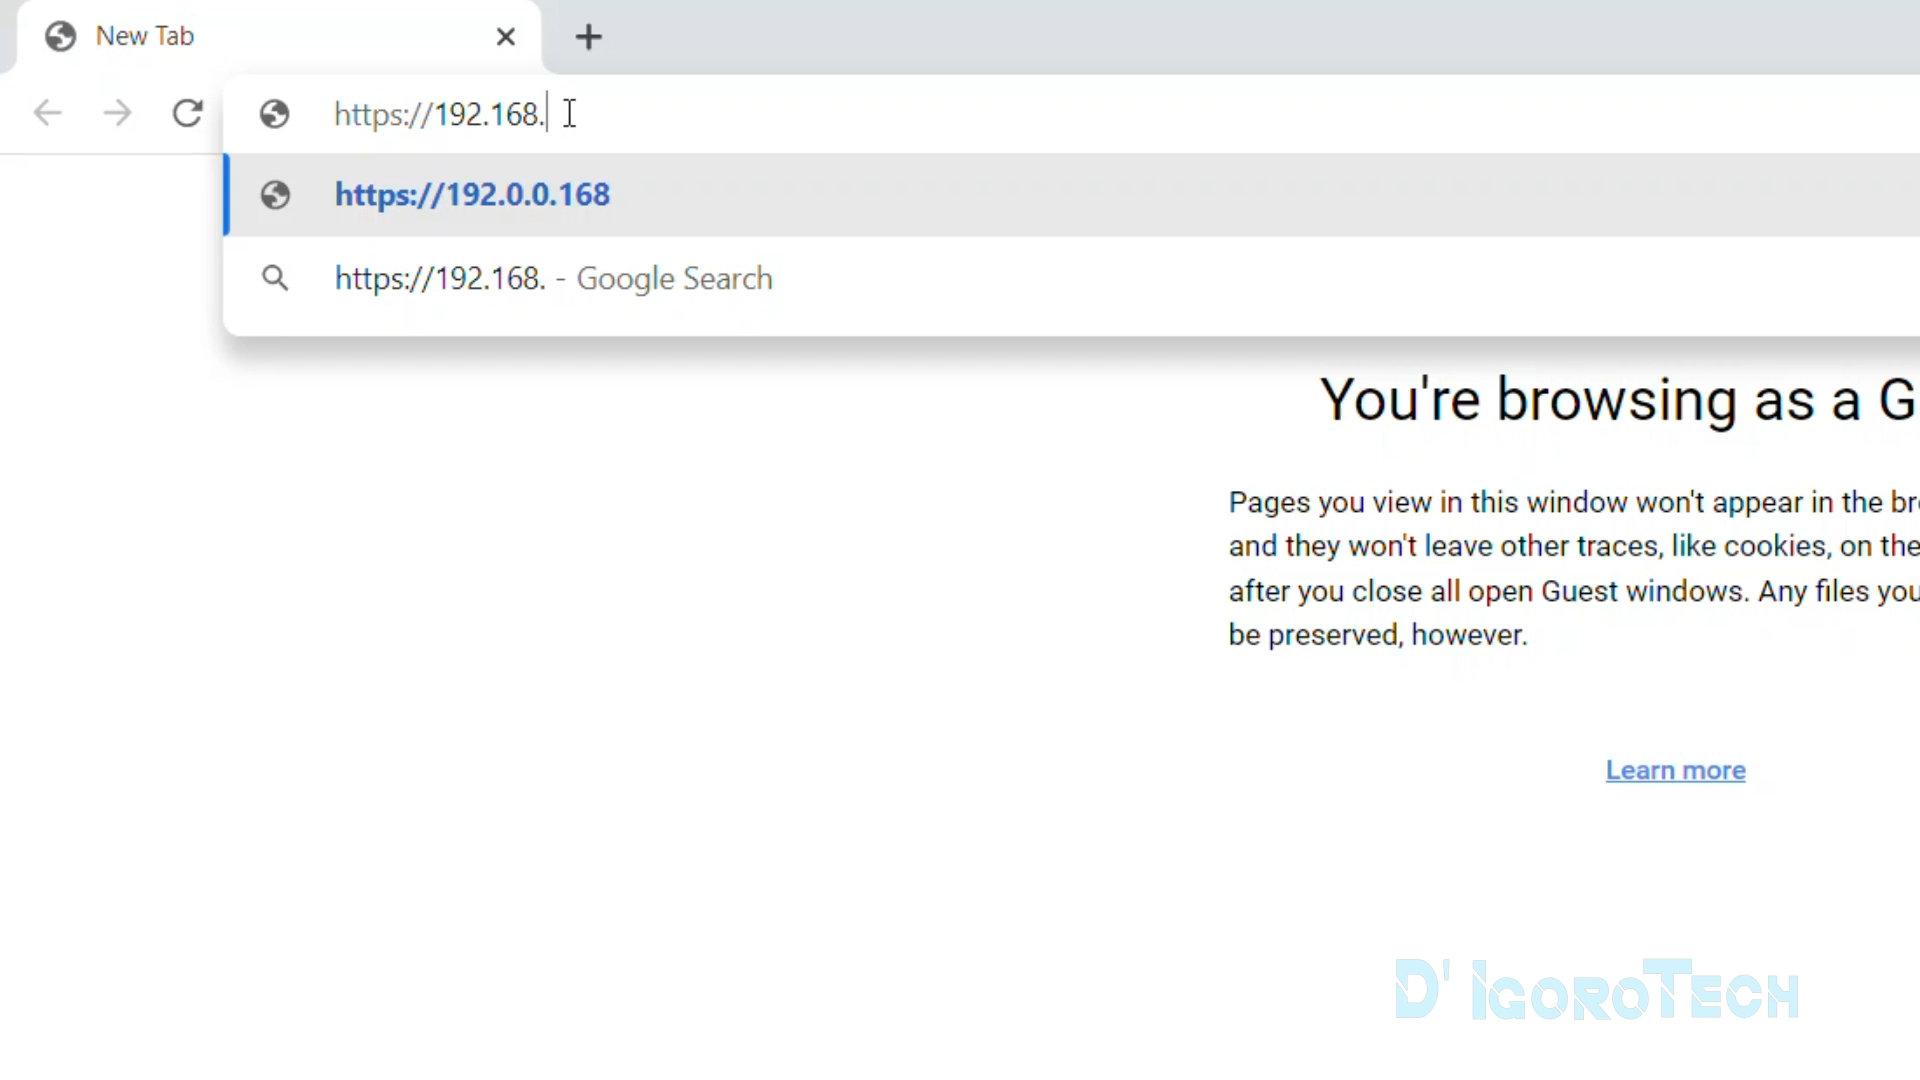 New Tab
https://192.168.
https://192.0.0.168
https://192.168. - Google Search
You're browsing as a G
Pages you view in this window won't appear in the bro
and they won't leave other traces, like cookies, on the
after you close all open Guest windows. Any files you
be preserved, however.
Learn more
D' IGOROTECH